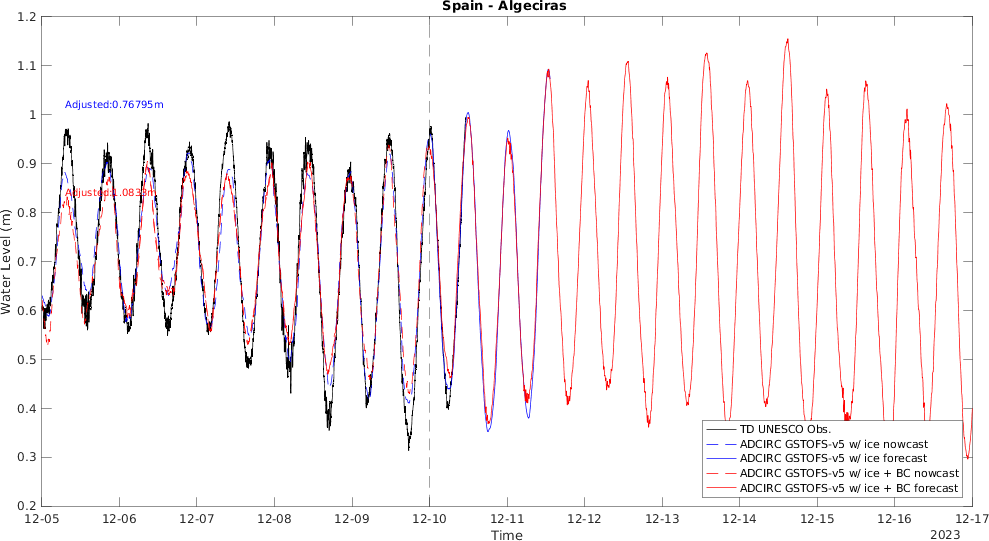 Spain - Algeciras
1.2
1.1
1
0.9
0.8
0.7
0.6
0.5
0.4
0.3
0.2
Water Level (m)
Adjusted:0.76795m
Adjusted:1.0833m
TD UNESCO Obs.
ADCIRC GSTOFS-v5 w/ ice nowcast
ADCIRC GSTOFS-v5 w/ ice forecast
ADCIRC GSTOFS-v5 w/ ice + BC nowcast
ADCIRC GSTOFS-v5 w/ ice + BC forecast
12-05 12-06 12-07 12-08 12-09 12-10 12-11 12-12 12-13 12-14 12-15 12-16 12-17
Time
2023